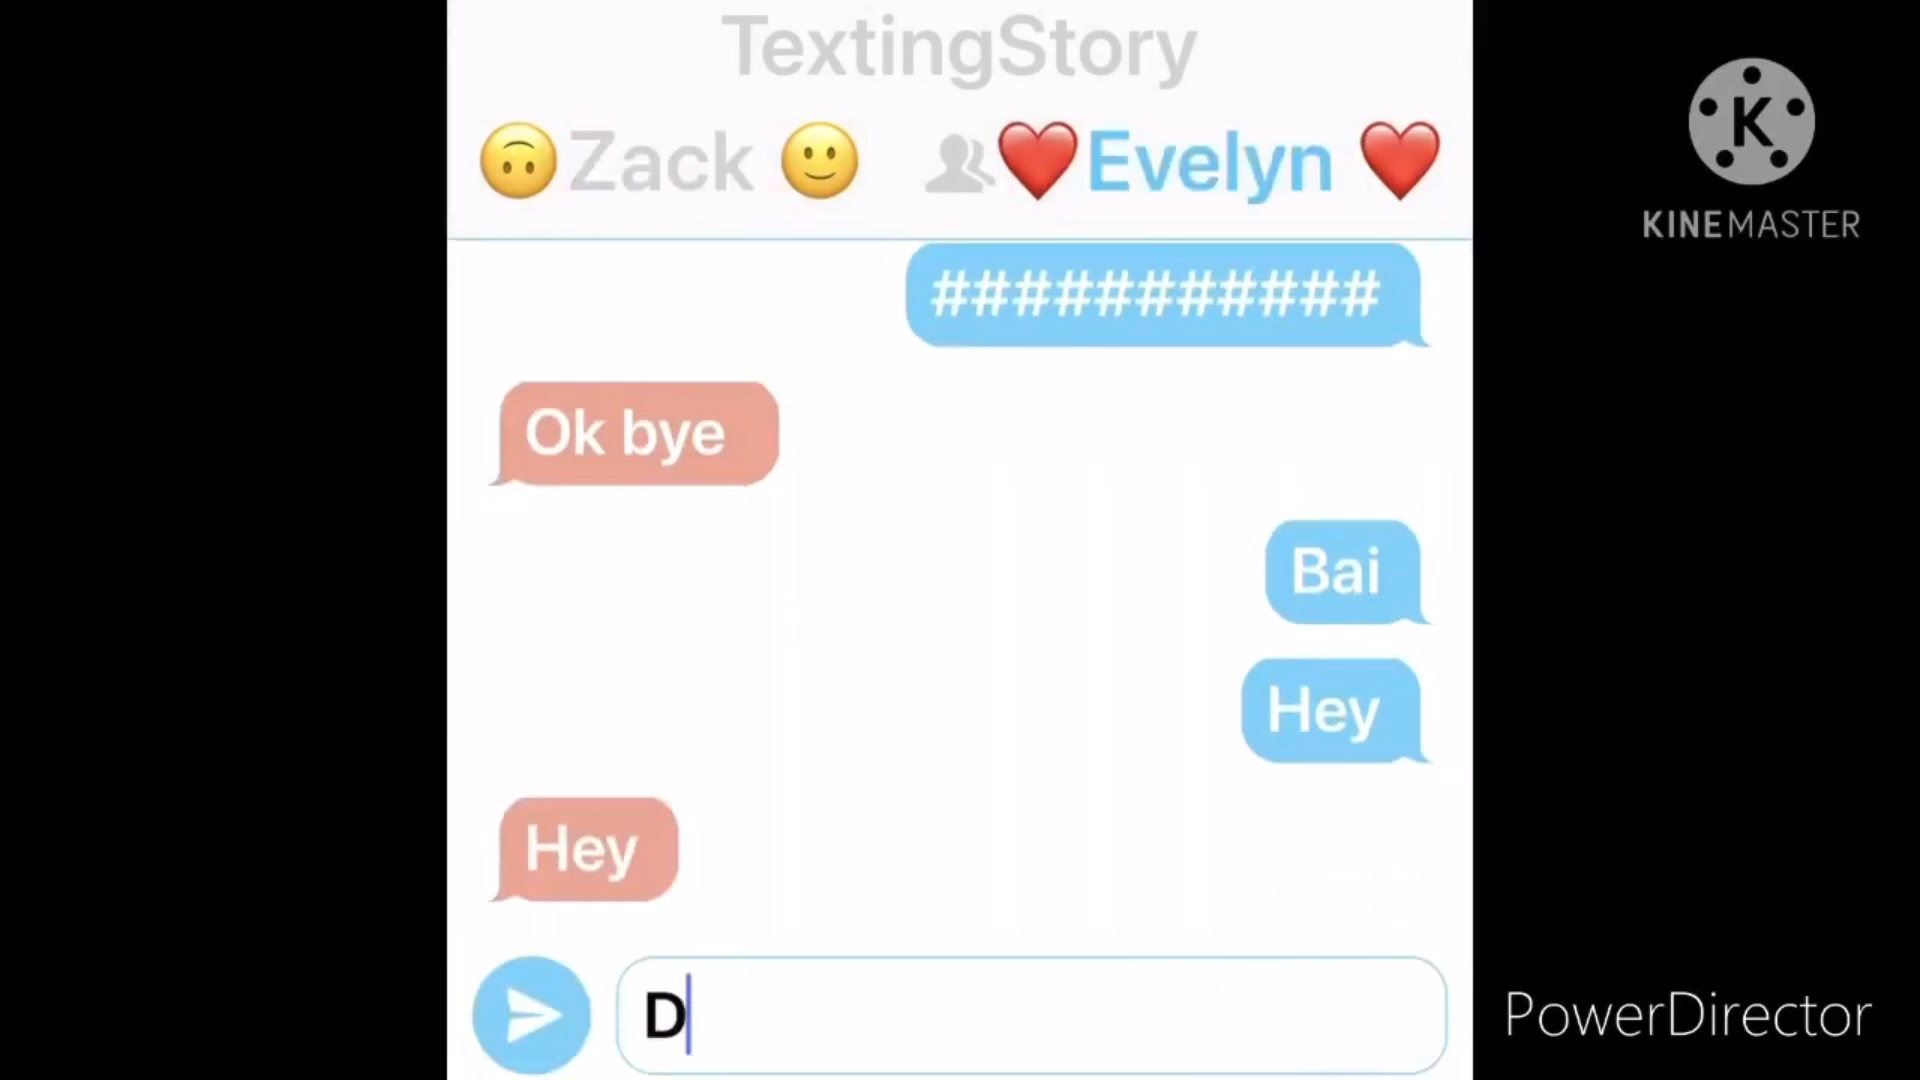 TextingStory
🙃Zack 🙂 ❤️Evelyn ❤️
###########
Ok bye
Bai
Hey
Hey
D
K
KINEMASTER
PowerDirector